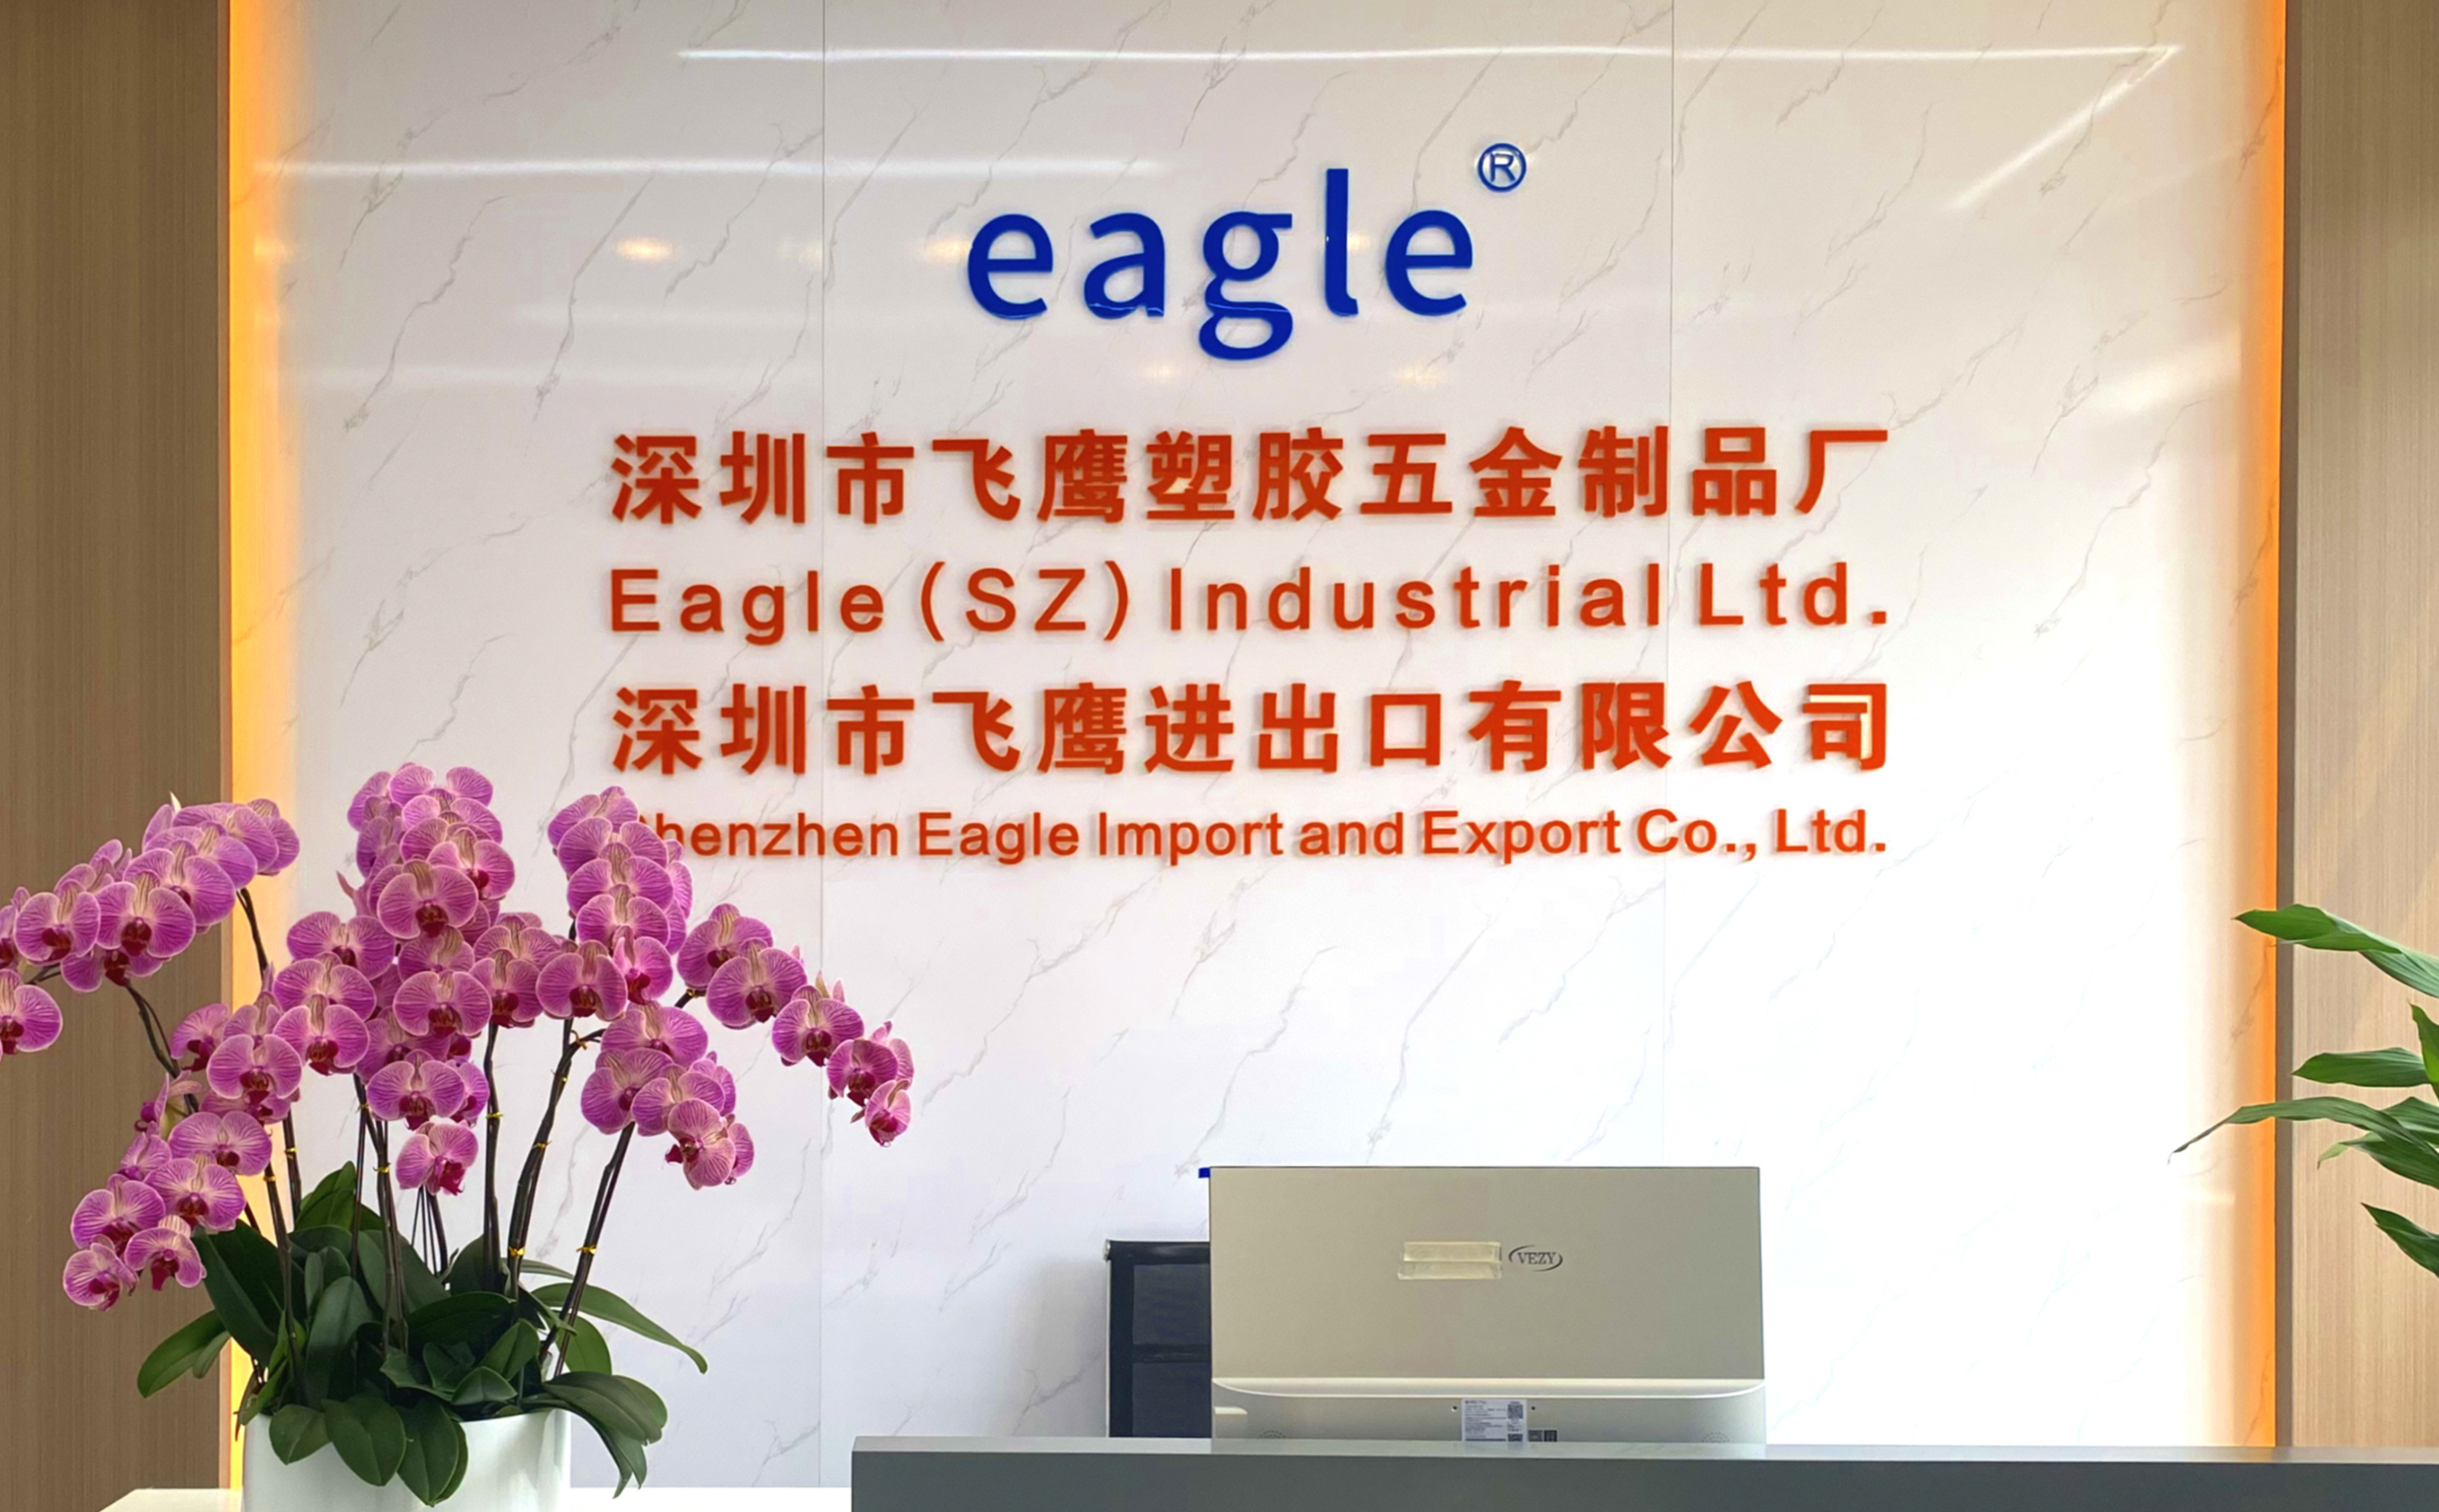 eagle®
深圳市飞鹰塑胶五金制品厂
Eagle (SZ) Industrial Ltd.
深圳市飞鹰进出口有限公司
Shenzhen Eagle Import and Export Co., Ltd.
VEZY